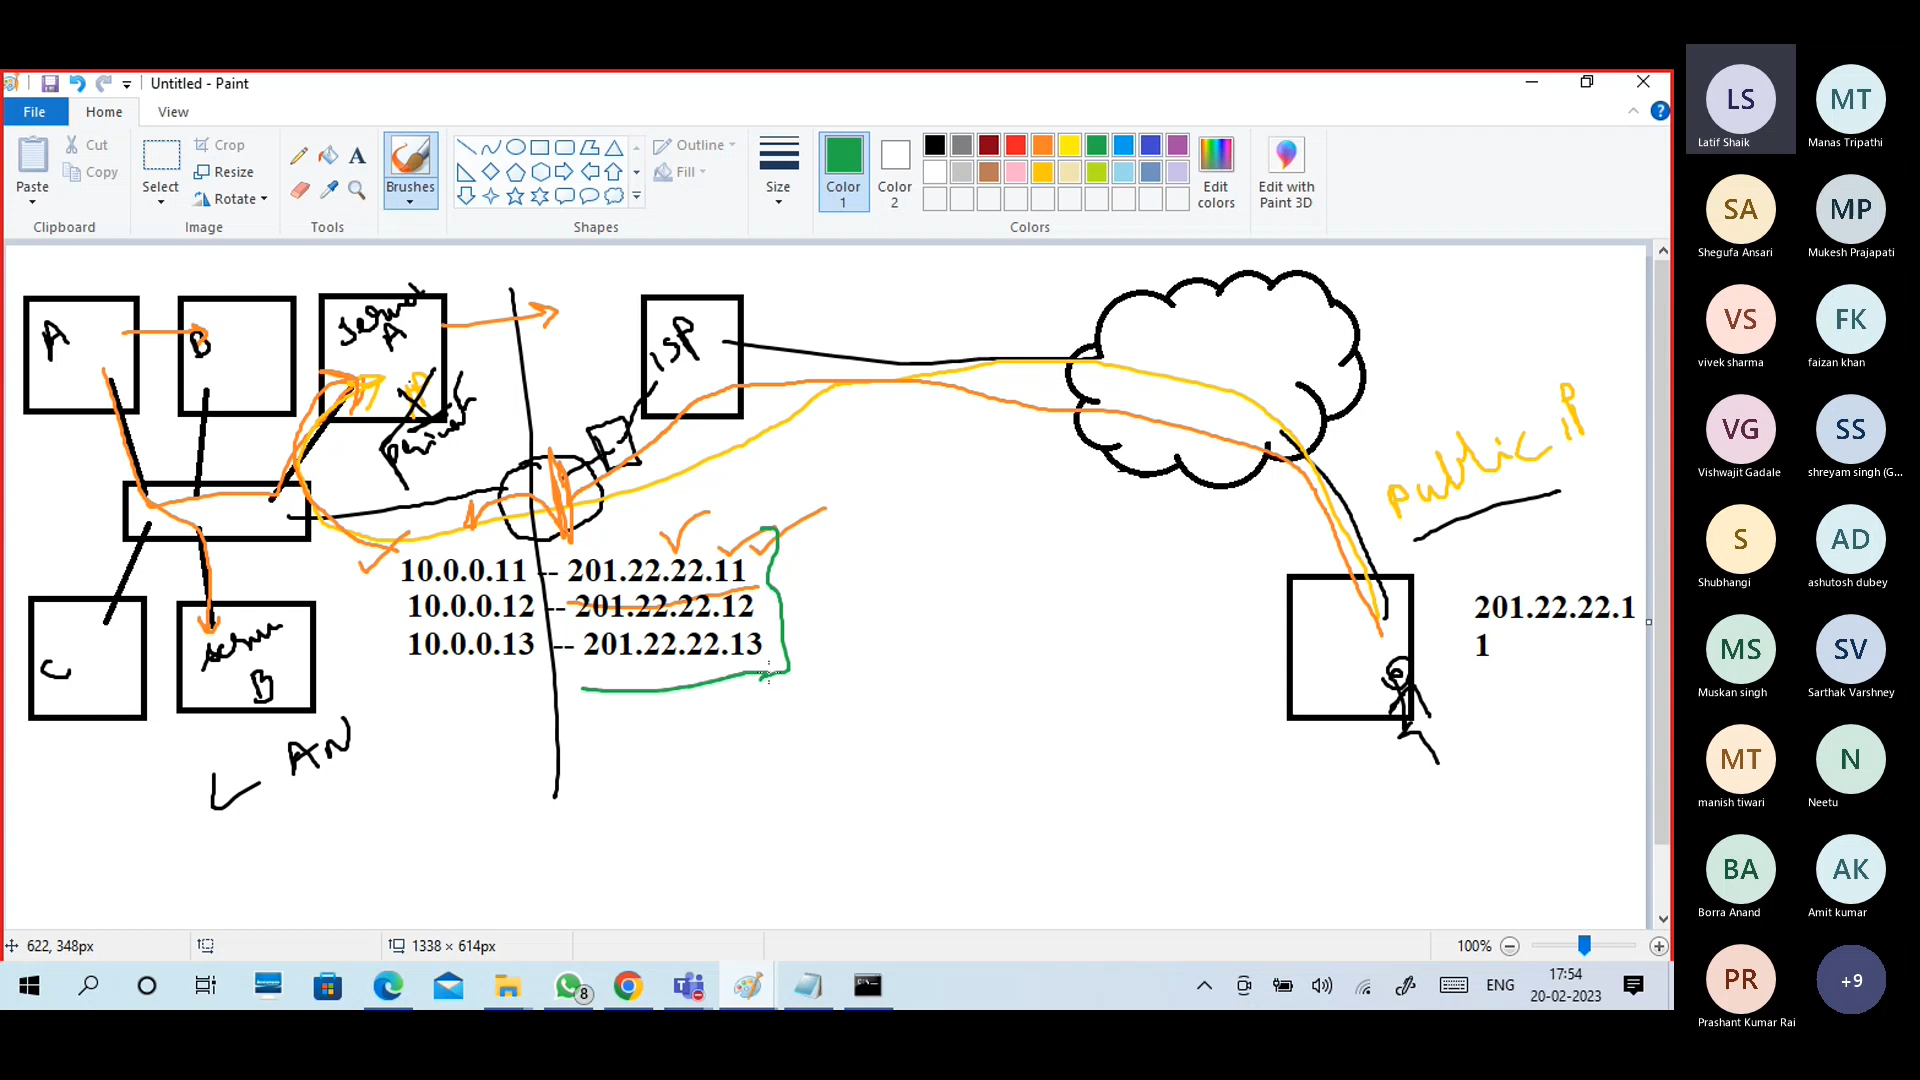 Untitled - Paint
File
Home
View
Paste
Cut
Copy
Clipboard
Select
Crop
Resize
Rotate
Image
Tools
Brushes
Shapes
Outline
Fill
Size
Color
1
Color
2
Edit
colors
Edit with
Paint 3D
Colors
A
B
A
ISP
public IP
10.0.0.11 -- 201.22.22.11
10.0.0.12 -- 201.22.22.12
10.0.0.13 -- 201.22.22.13
201.22.22.1
1
C
B
LAN
622, 348px
1338 × 614px
100%
8
ENG
17:54
20-02-2023
LS
Latif Shaik
MT
Manas Tripathi
SA
Shegufa Ansari
MP
Mukesh Prajapati
VS
vivek sharma
FK
faizan khan
VG
Vishwajit Gadale
SS
shreyam singh (G...
S
Shubhangi
AD
ashutosh dubey
MS
Muskan singh
SV
Sarthak Varshney
MT
manish tiwari
N
Neetu
BA
Borra Anand
AK
Amit kumar
PR
Prashant Kumar Rai
+9